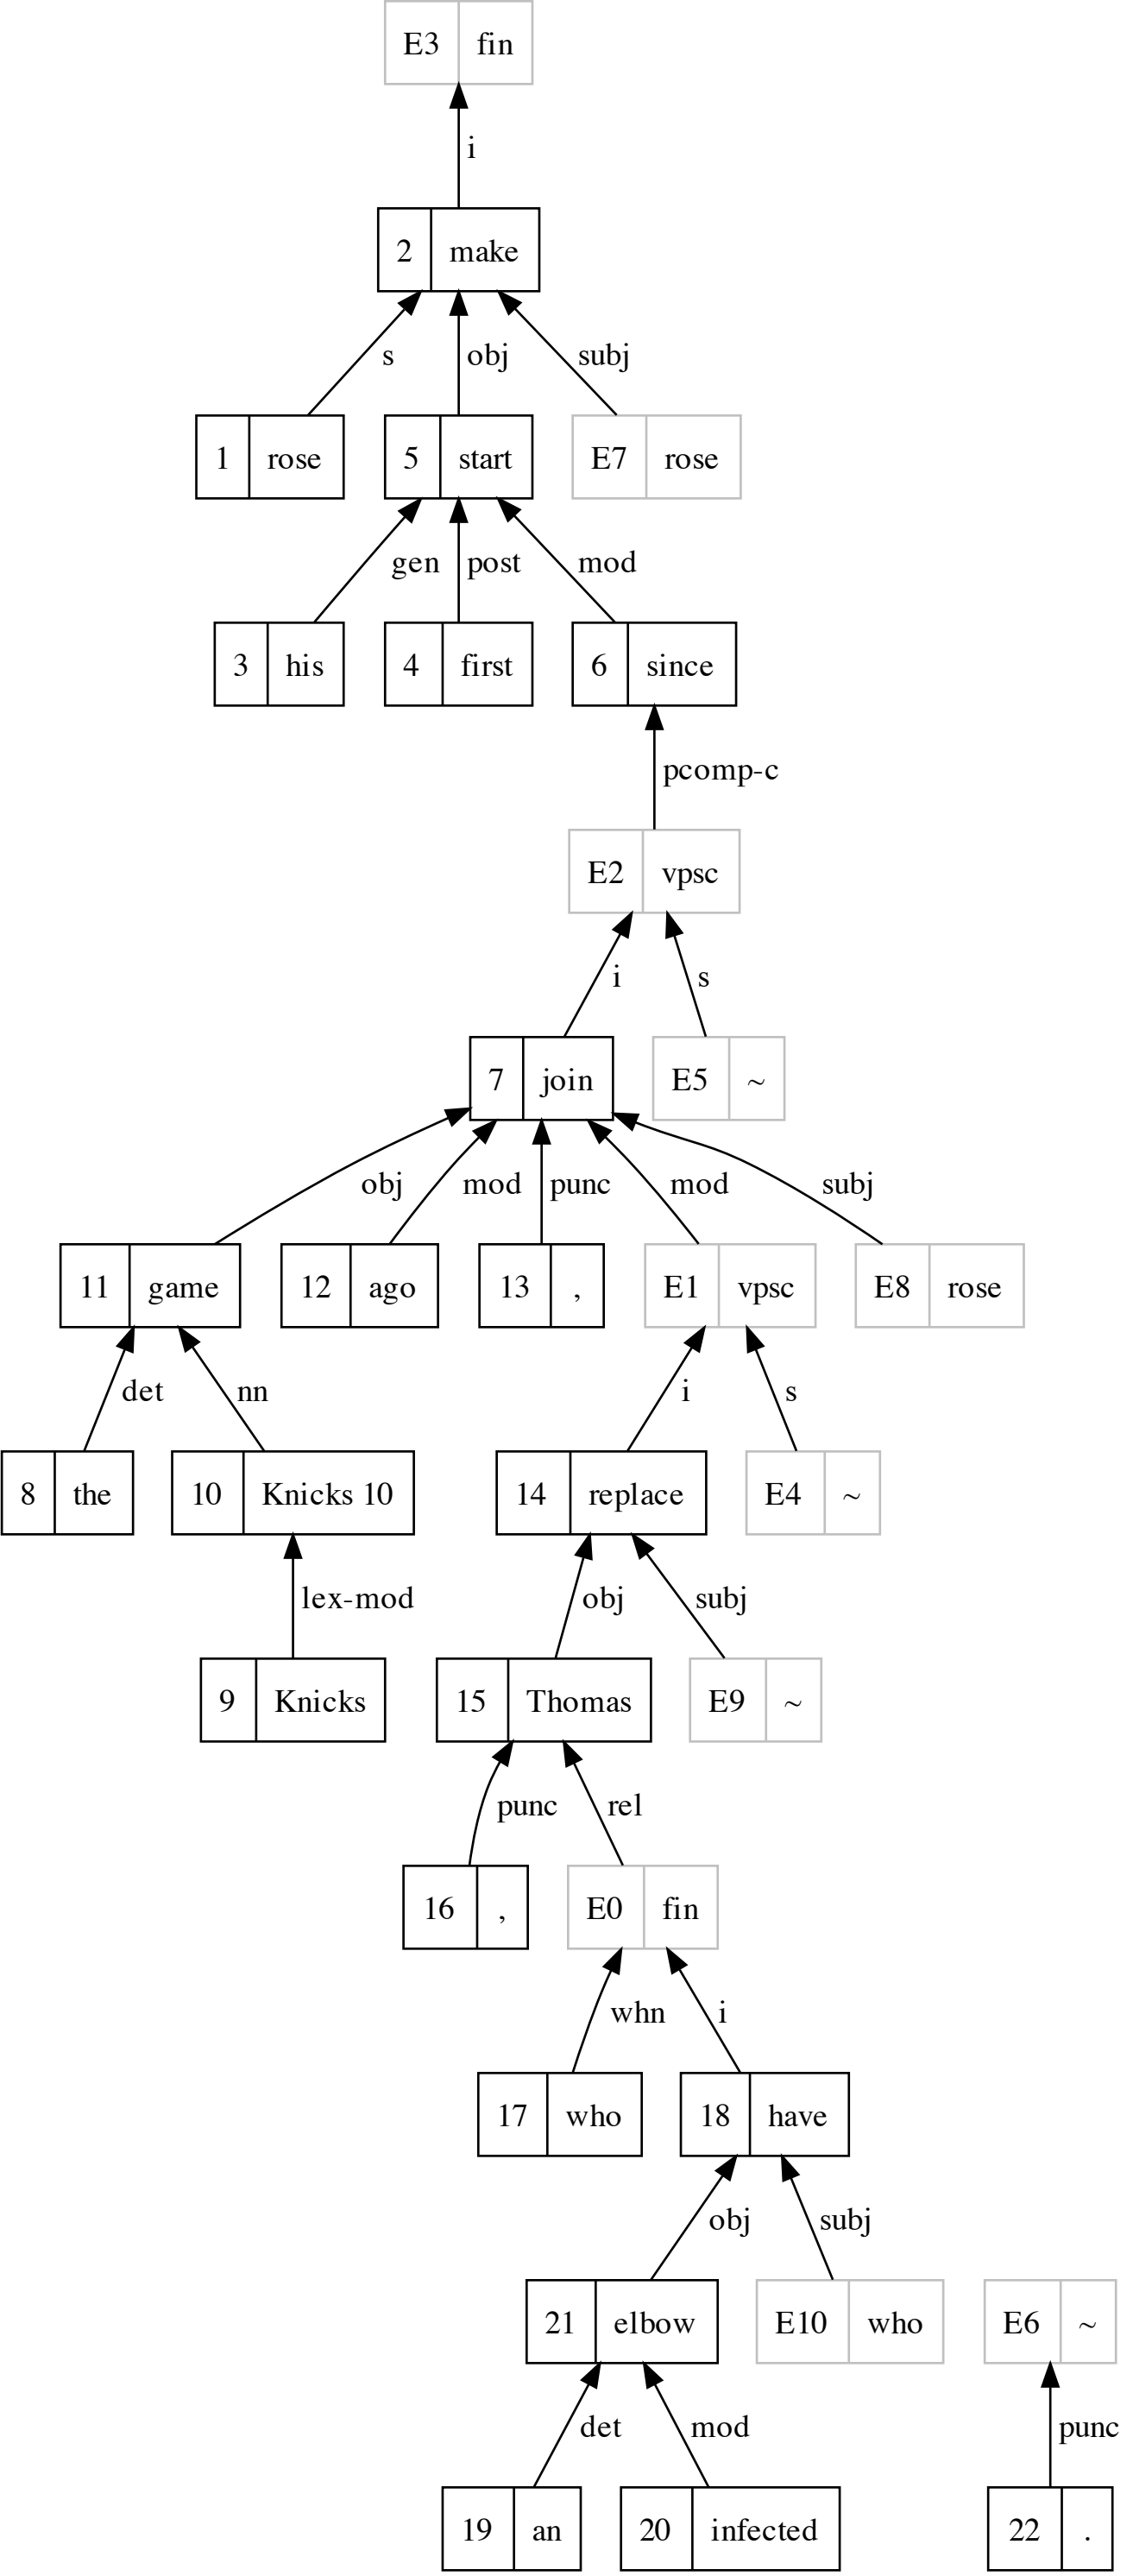 E3 fin
i
2 make
s obj subj
1 rose 5 start E7 rose
gen post mod
3 his 4 first 6 since
pcomp-c
E2 vpsc
i s
7 join E5 ~
obj mod punc mod subj
11 game 12 ago 13 , E1 vpsc E8 rose
det nn i s
8 the 10 Knicks 10 14 replace E4 ~
lex-mod obj subj
9 Knicks 15 Thomas E9 ~
punc rel
16 , E0 fin
whn i
17 who 18 have
obj subj
21 elbow E10 who E6 ~
det mod punc
19 an 20 infected 22 .